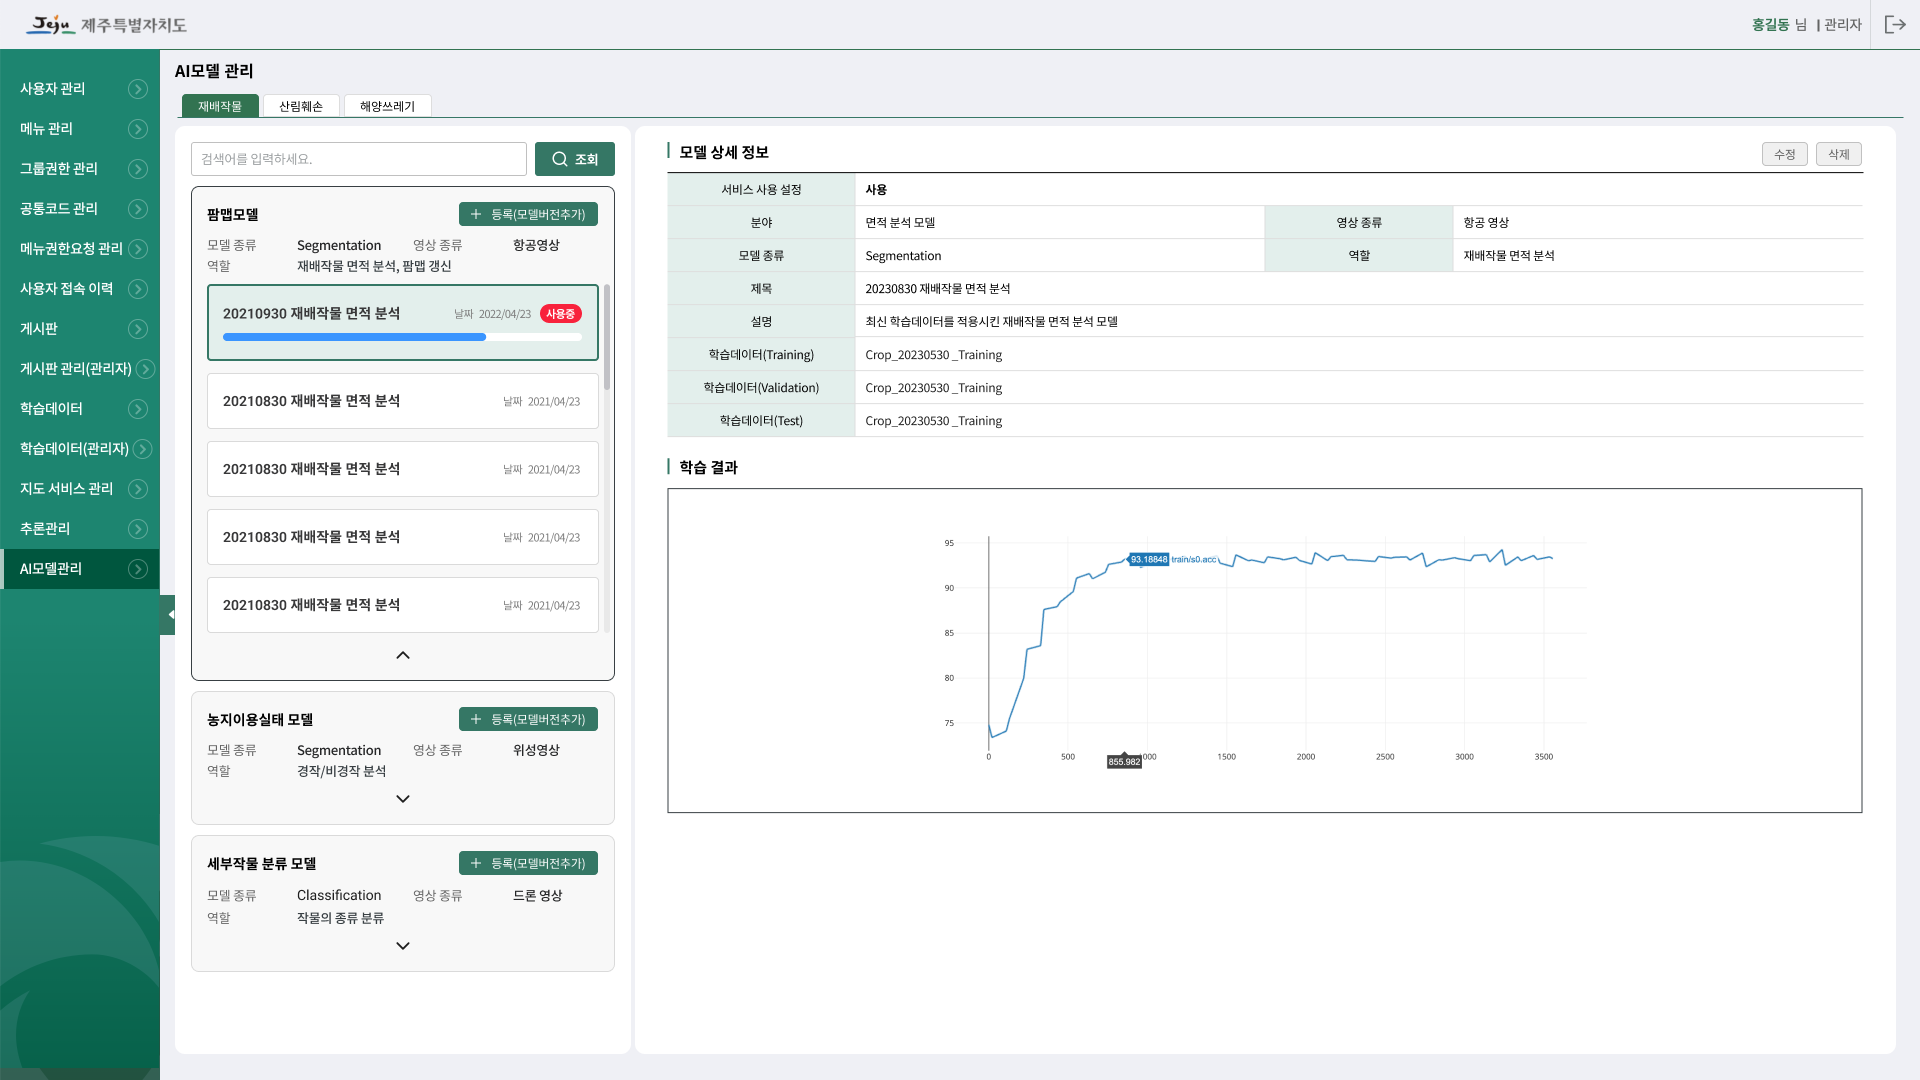 Jeju 제주특별자치도
홍길동 님 | 관리자
사용자 관리
메뉴 관리
그룹권한 관리
공통코드 관리
메뉴권한요청 관리
사용자 접속 이력
게시판
게시판 관리(관리자)
학습데이터
학습데이터(관리자)
지도 서비스 관리
추론관리
AI모델관리
AI모델 관리
재배작물 산림훼손 해양쓰레기
검색어를 입력하세요. 조회
팜맵모델 + 등록(모델버전추가)
모델 종류 Segmentation 영상 종류 항공영상
역할 재배작물 면적 분석, 팜맵 갱신
20210930 재배작물 면적 분석 날짜 2022/04/23 사용중
20210830 재배작물 면적 분석 날짜 2021/04/23
20210830 재배작물 면적 분석 날짜 2021/04/23
20210830 재배작물 면적 분석 날짜 2021/04/23
20210830 재배작물 면적 분석 날짜 2021/04/23
농지이용실태 모델 + 등록(모델버전추가)
모델 종류 Segmentation 영상 종류 위성영상
역할 경작/비경작 분석
세부작물 분류 모델 + 등록(모델버전추가)
모델 종류 Classification 영상 종류 드론 영상
역할 작물의 종류 분류
모델 상세 정보 수정 삭제
서비스 사용 설정 사용
분야 면적 분석 모델 영상 종류 항공 영상
모델 종류 Segmentation 역할 재배작물 면적 분석
제목 20230830 재배작물 면적 분석
설명 최신 학습데이터를 적용시킨 재배작물 면적 분석 모델
학습데이터(Training) Crop_20230530 _Training
학습데이터(Validation) Crop_20230530 _Training
학습데이터(Test) Crop_20230530 _Training
학습 결과
95
93.18848 train/s0.acc
90
85
80
75
0 500 000 1500 2000 2500 3000 3500
855.982